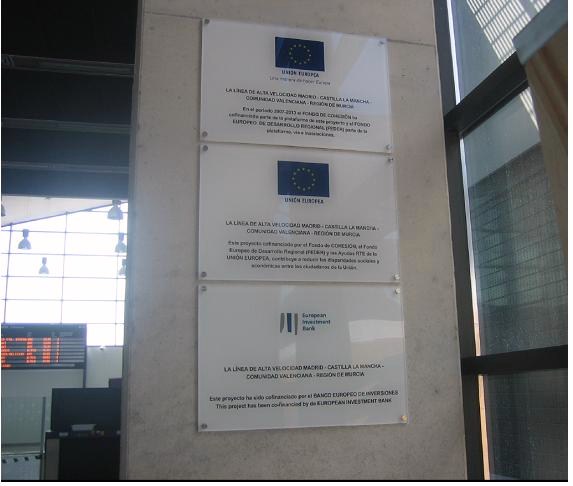 UNIÓN EUROPEA
Una manera de hacer Europa
LA LÍNEA DE ALTA VELOCIDAD MADRID - CASTILLA LA MANCHA -
COMUNIDAD VALENCIANA - REGIÓN DE MURCIA
En el periodo 2007-2013 el FONDO DE COHESIÓN ha
cofinanciado parte de la plataforma de este proyecto y el FONDO
EUROPEO DE DESARROLLO REGIONAL (FEDER) parte de la
plataforma, vía e instalaciones.
UNIÓN EUROPEA
LA LÍNEA DE ALTA VELOCIDAD MADRID - CASTILLA LA MANCHA -
COMUNIDAD VALENCIANA - REGIÓN DE MURCIA
Este proyecto cofinanciado por el Fondo de COHESIÓN, el Fondo
Europeo de Desarrollo Regional (FEDER) y las Ayudas RTE de la
UNIÓN EUROPEA, contribuye a reducir las disparidades sociales y
económicas entre los ciudadanos de la Unión.
European
Investment
Bank
LA LÍNEA DE ALTA VELOCIDAD MADRID - CASTILLA LA MANCHA -
COMUNIDAD VALENCIANA - REGIÓN DE MURCIA
Este proyecto ha sido cofinanciado por el BANCO EUROPEO DE INVERSIONES
This project has been co-financied by de EUROPEAN INVESTMENT BANK